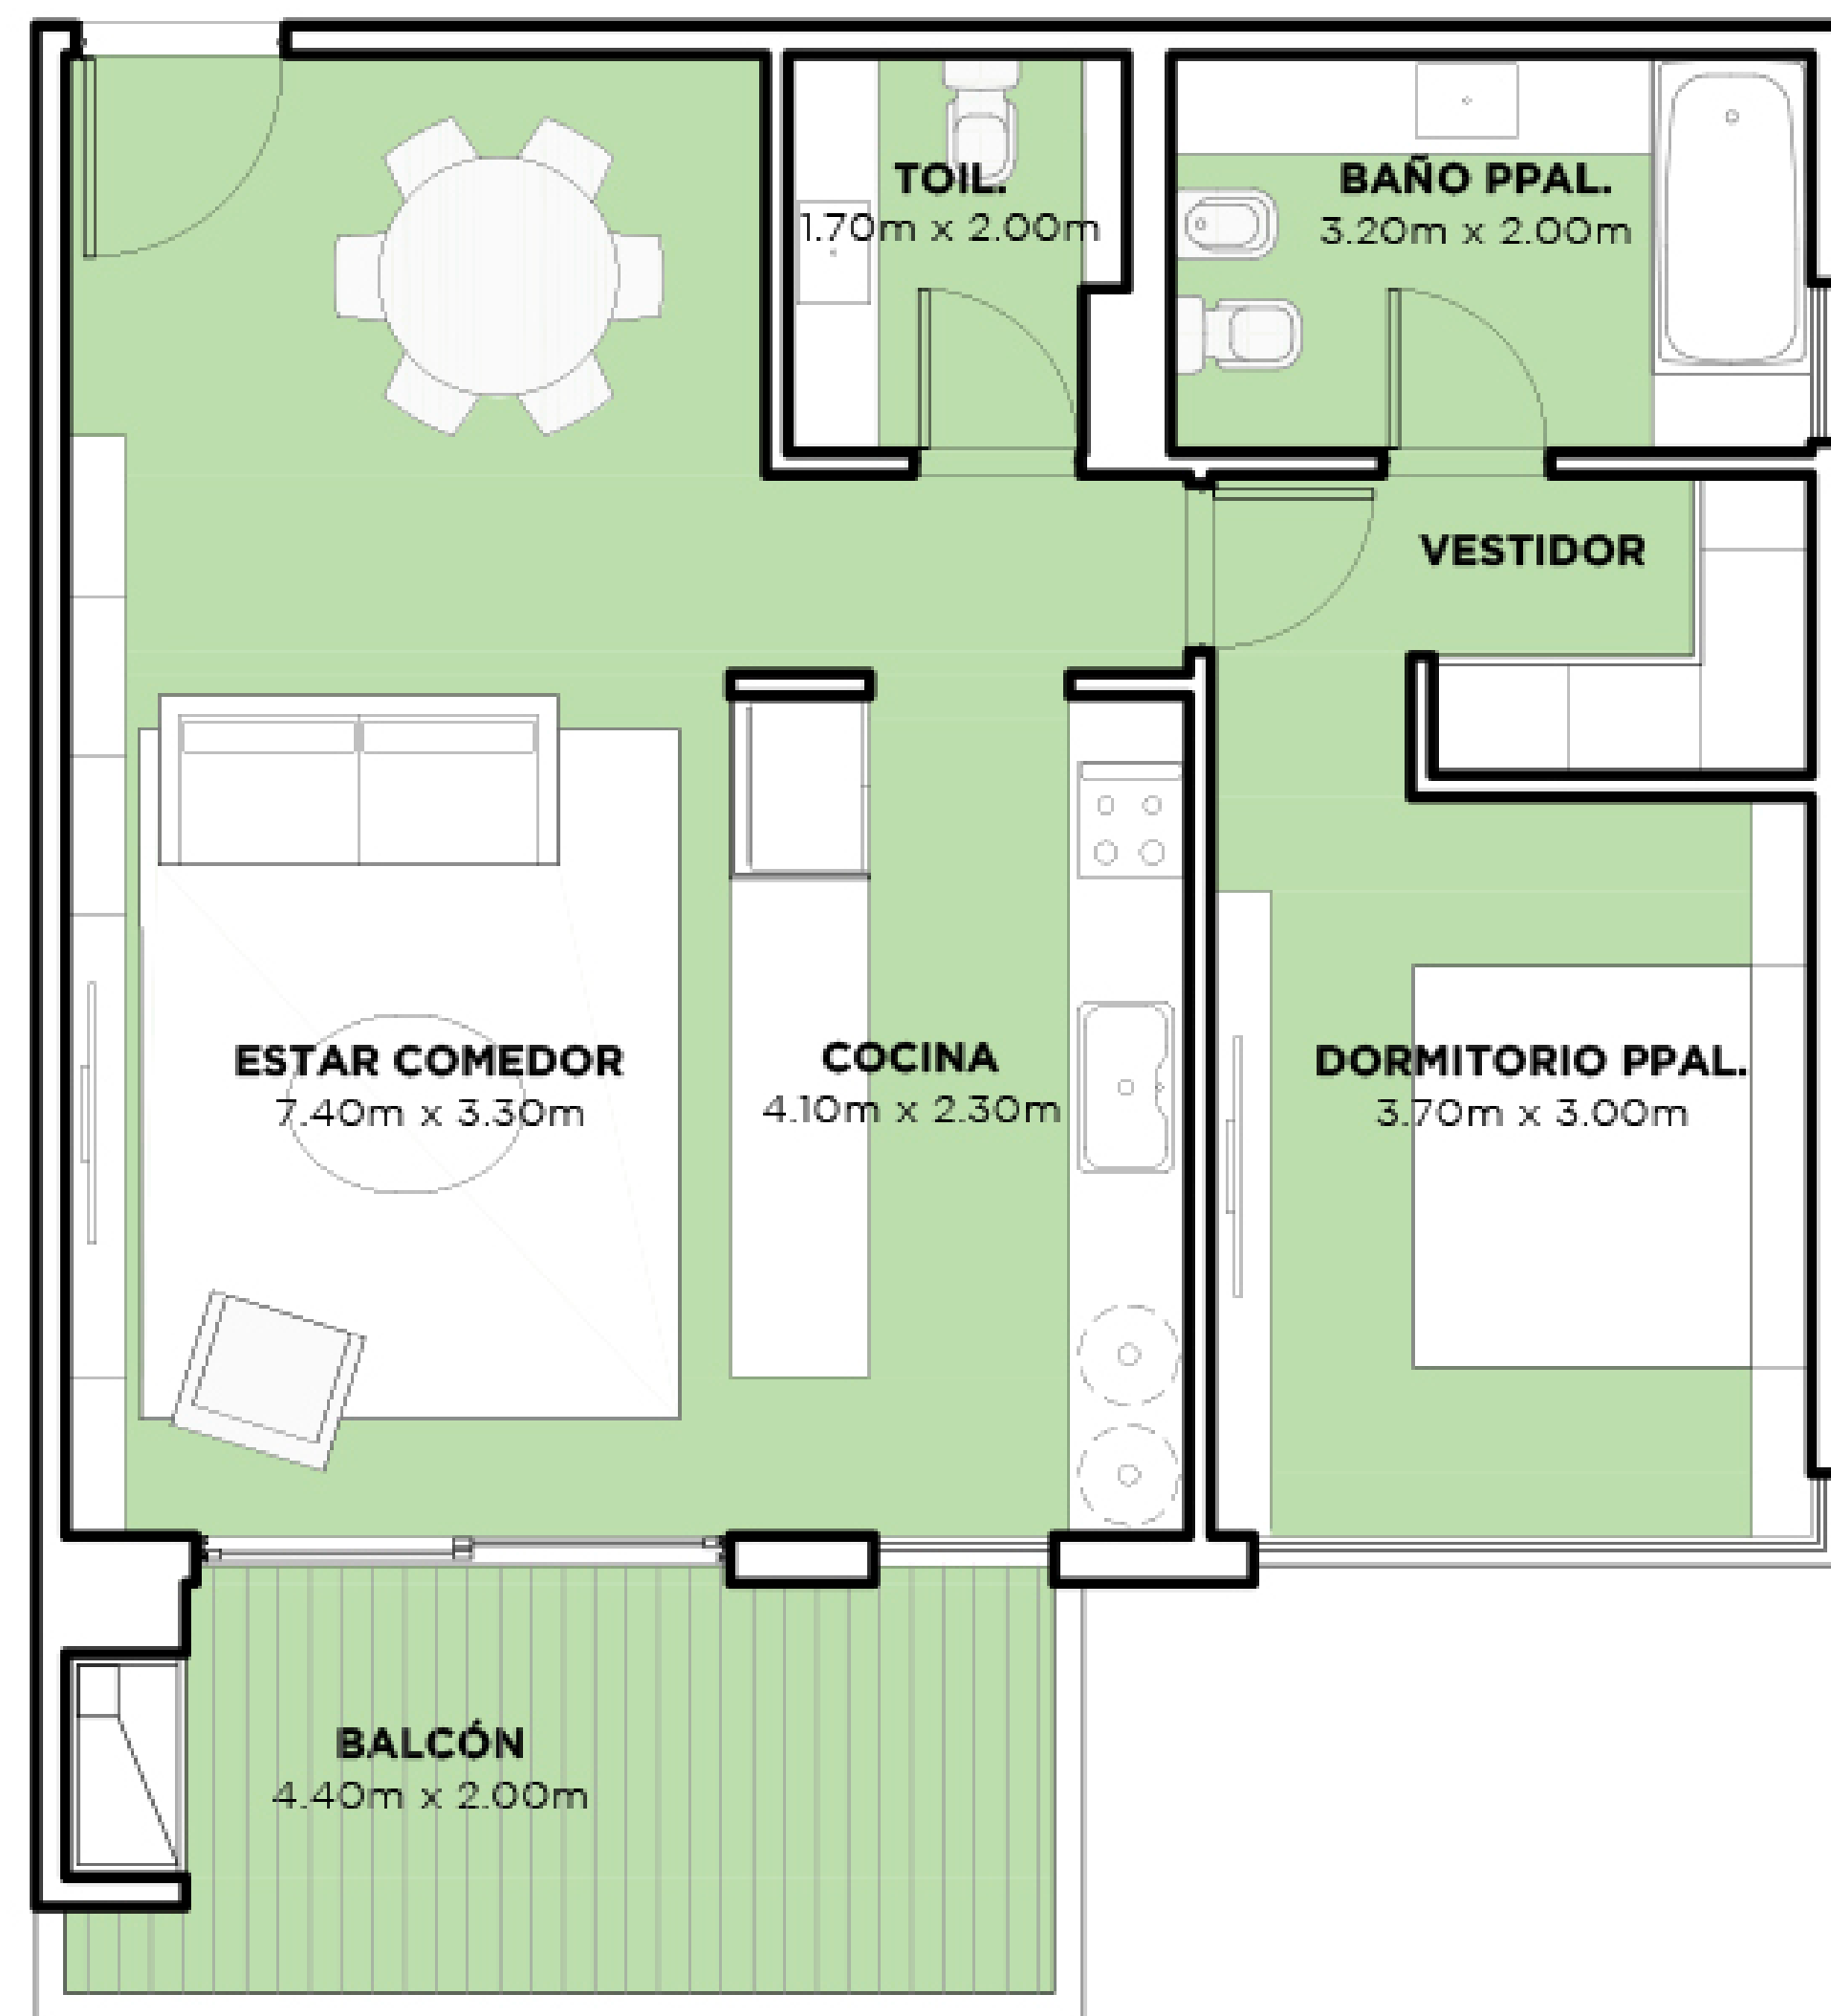 TOIL.
1.70m x 2.00m
BAÑO PPAL.
3.20m x 2.00m
VESTIDOR
ESTAR COMEDOR
7.40m x 3.30m
COCINA
4.10m x 2.30m
DORMITORIO PPAL.
3.70m x 3.00m
BALCÓN
4.40m x 2.00m